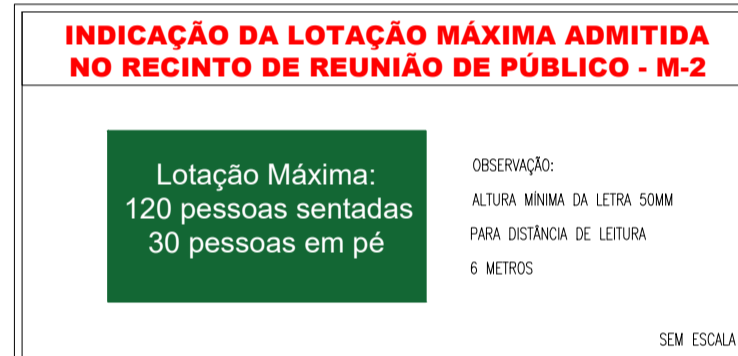 INDICAÇÃO DA LOTAÇÃO MÁXIMA ADMITIDA
NO RECINTO DE REUNIÃO DE PÚBLICO - M-2
Lotação Máxima:
120 pessoas sentadas
30 pessoas em pé
OBSERVAÇÃO:
ALTURA MÍNIMA DA LETRA 50MM
PARA DISTÂNCIA DE LEITURA
6 METROS
SEM ESCALA